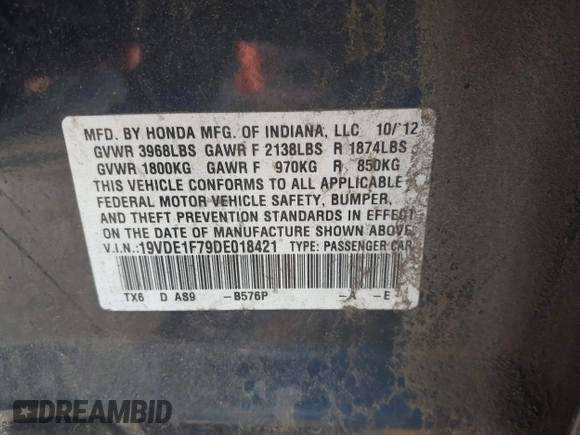 MFD. BY HONDA MFG. OF INDIANA, LLC 10/'12
GVWR 3968LBS GAWR F 2138LBS R 1874LBS
GVWR 1800KG GAWR F 970KG R 850KG
THIS VEHICLE CONFORMS TO ALL APPLICABLE
FEDERAL MOTOR VEHICLE SAFETY, BUMPER,
AND THEFT PREVENTION STANDARDS IN EFFECT
ON THE DATE OF MANUFACTURE SHOWN ABOVE.
V.I.N.:19VDE1F79DE018421 TYPE: PASSENGER CAR
TX6 D AS9 -B576P -A -E
DREAMBID